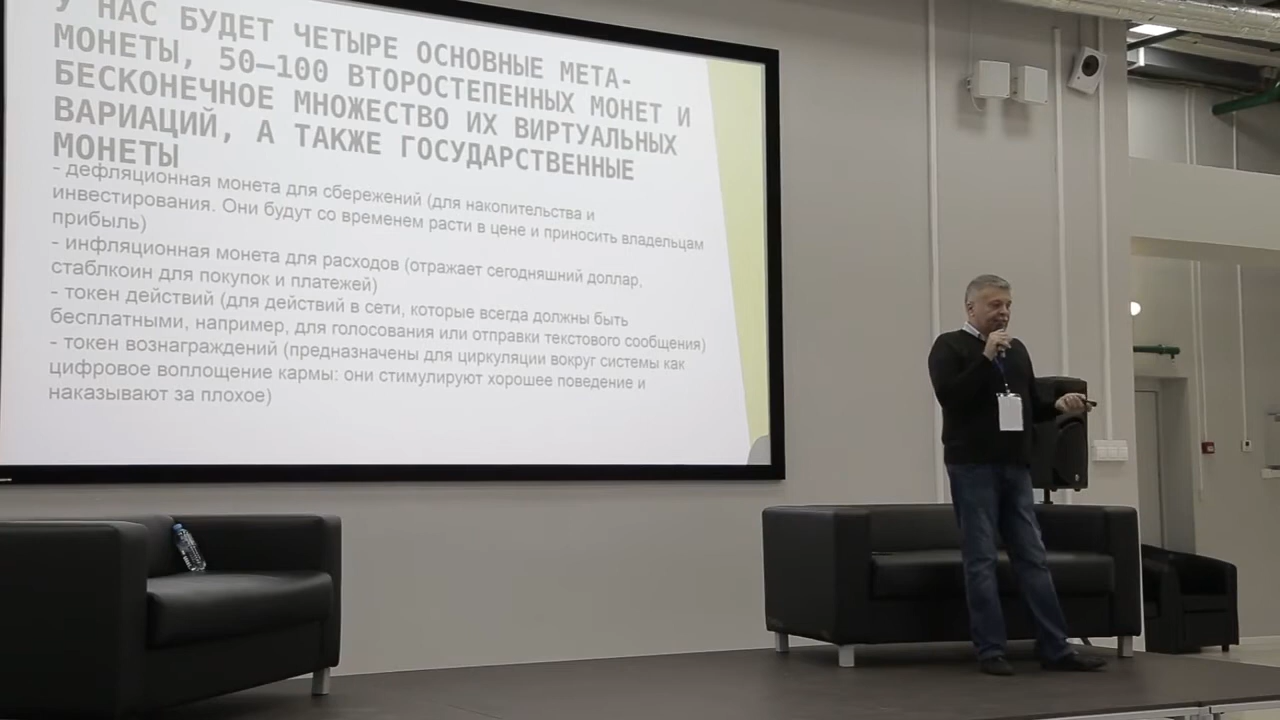 У НАС БУДЕТ ЧЕТЫРЕ ОСНОВНЫЕ МЕТА-
МОНЕТЫ, 50–100 ВТОРОСТЕПЕННЫХ МОНЕТ И
БЕСКОНЕЧНОЕ МНОЖЕСТВО ИХ ВИРТУАЛЬНЫХ
ВАРИАЦИЙ, А ТАКЖЕ ГОСУДАРСТВЕННЫЕ
МОНЕТЫ
- дефляционная монета для сбережений (для накопительства и
инвестирования. Они будут со временем расти в цене и приносить владельцам
прибыль)
- инфляционная монета для расходов (отражает сегодняшний доллар,
стаблкоин для покупок и платежей)
- токен действий (для действий в сети, которые всегда должны быть
бесплатными, например, для голосования или отправки текстового сообщения)
- токен вознаграждений (предназначены для циркуляции вокруг системы как
цифровое воплощение кармы: они стимулируют хорошее поведение и
наказывают за плохое)